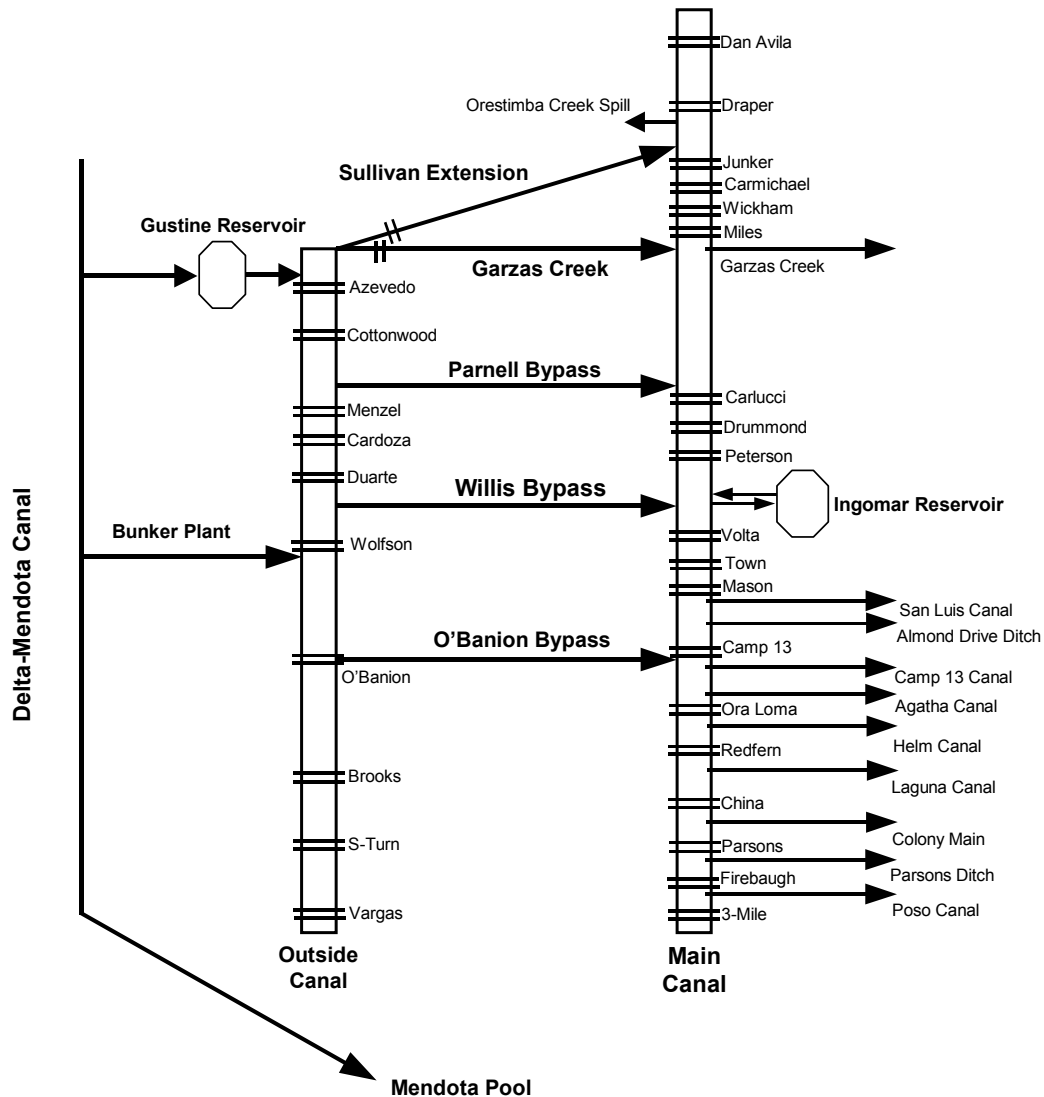 Dan Avila
Orestimba Creek Spill
Draper
Sullivan Extension
Junker
Carmichael
Wickham
Miles
Gustine Reservoir
Garzas Creek
Garzas Creek
Azevedo
Cottonwood
Parnell Bypass
Carlucci
Menzel
Drummond
Cardoza
Peterson
Duarte
Willis Bypass
Ingomar Reservoir
Bunker Plant
Wolfson
Volta
Town
Mason
San Luis Canal
Almond Drive Ditch
O'Banion Bypass
Camp 13
O'Banion
Camp 13 Canal
Agatha Canal
Ora Loma
Helm Canal
Redfern
Brooks
Laguna Canal
China
Colony Main
S-Turn
Parsons
Parsons Ditch
Firebaugh
Vargas
3-Mile
Poso Canal
Delta-Mendota Canal
Outside
Canal
Main
Canal
Mendota Pool